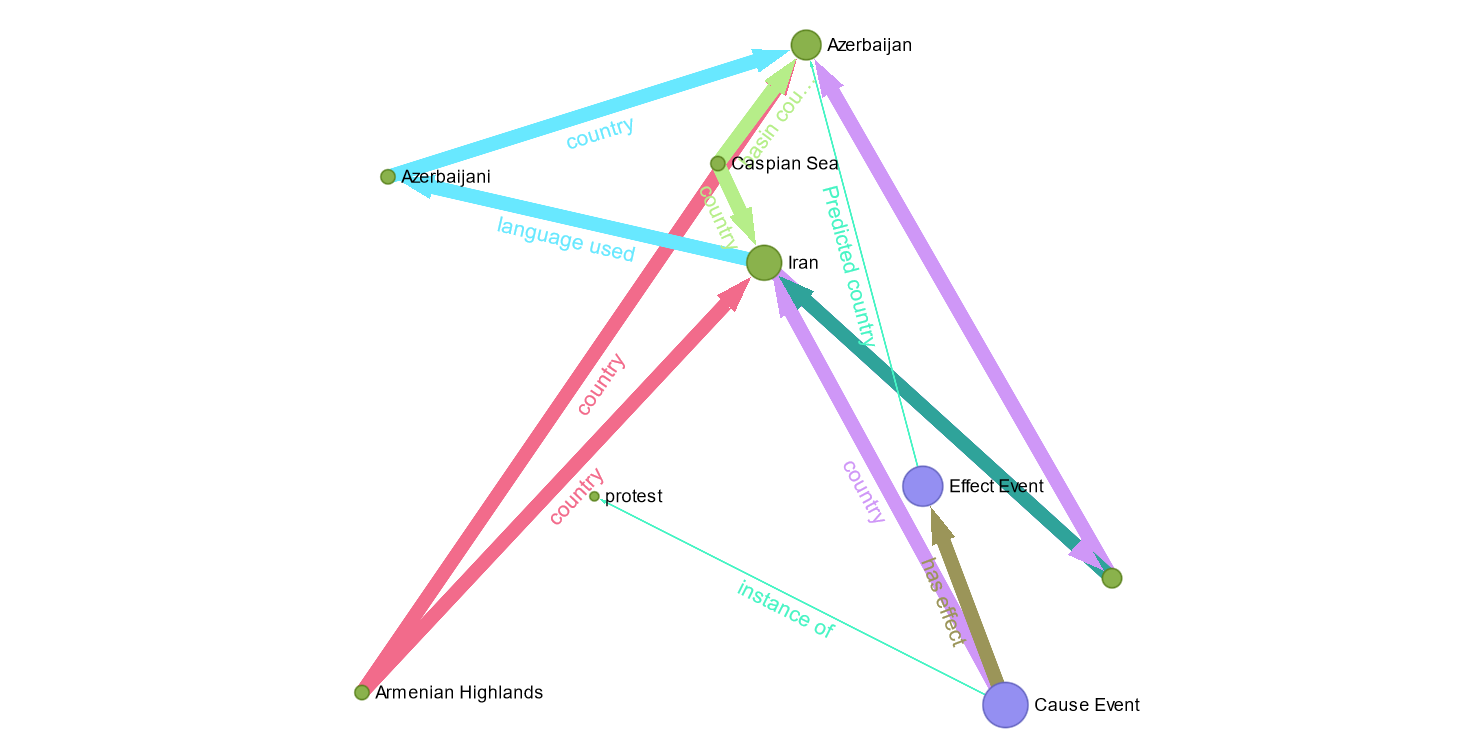 Azerbaijan
basin cou...
country
Caspian Sea
Azerbaijani
country
language used
Predicted country
Iran
country
country
country
protest
Effect Event
has effect
instance of
Armenian Highlands
Cause Event